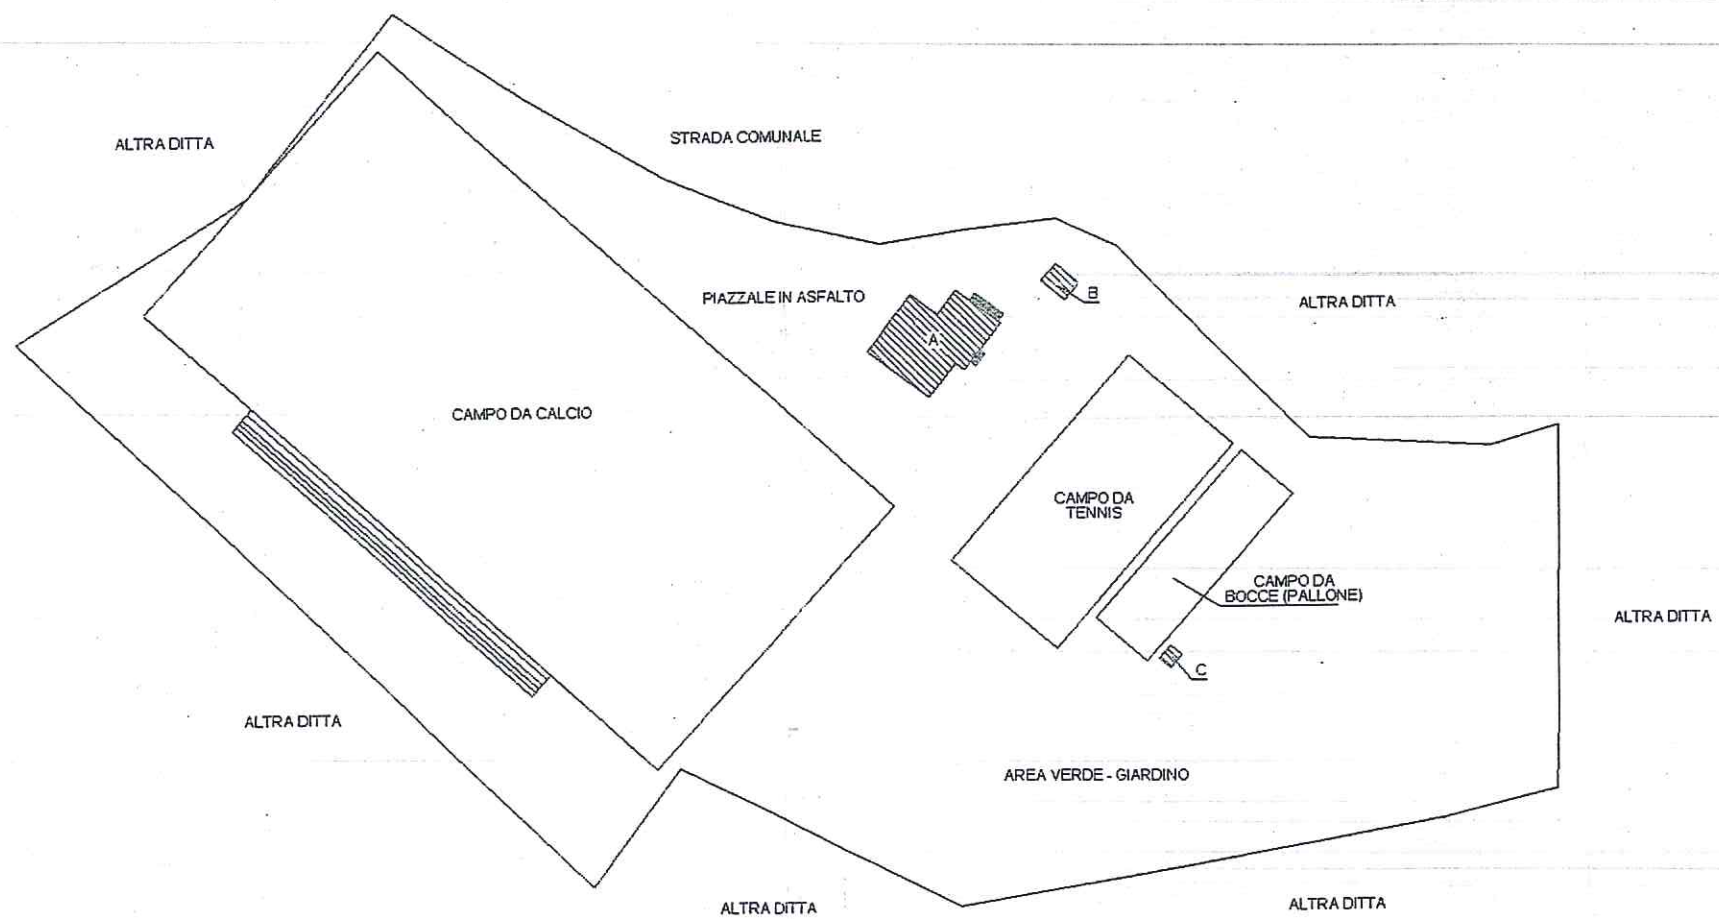 STRADA COMUNALE
ALTRA DITTA
PIAZZALE IN ASFALTO
B
ALTRA DITTA
A
CAMPO DA CALCIO
CAMPO DA
TENNIS
CAMPO DA
BOCCE (PALLONE)
ALTRA DITTA
C
ALTRA DITTA
AREA VERDE - GIARDINO
ALTRA DITTA
ALTRA DITTA